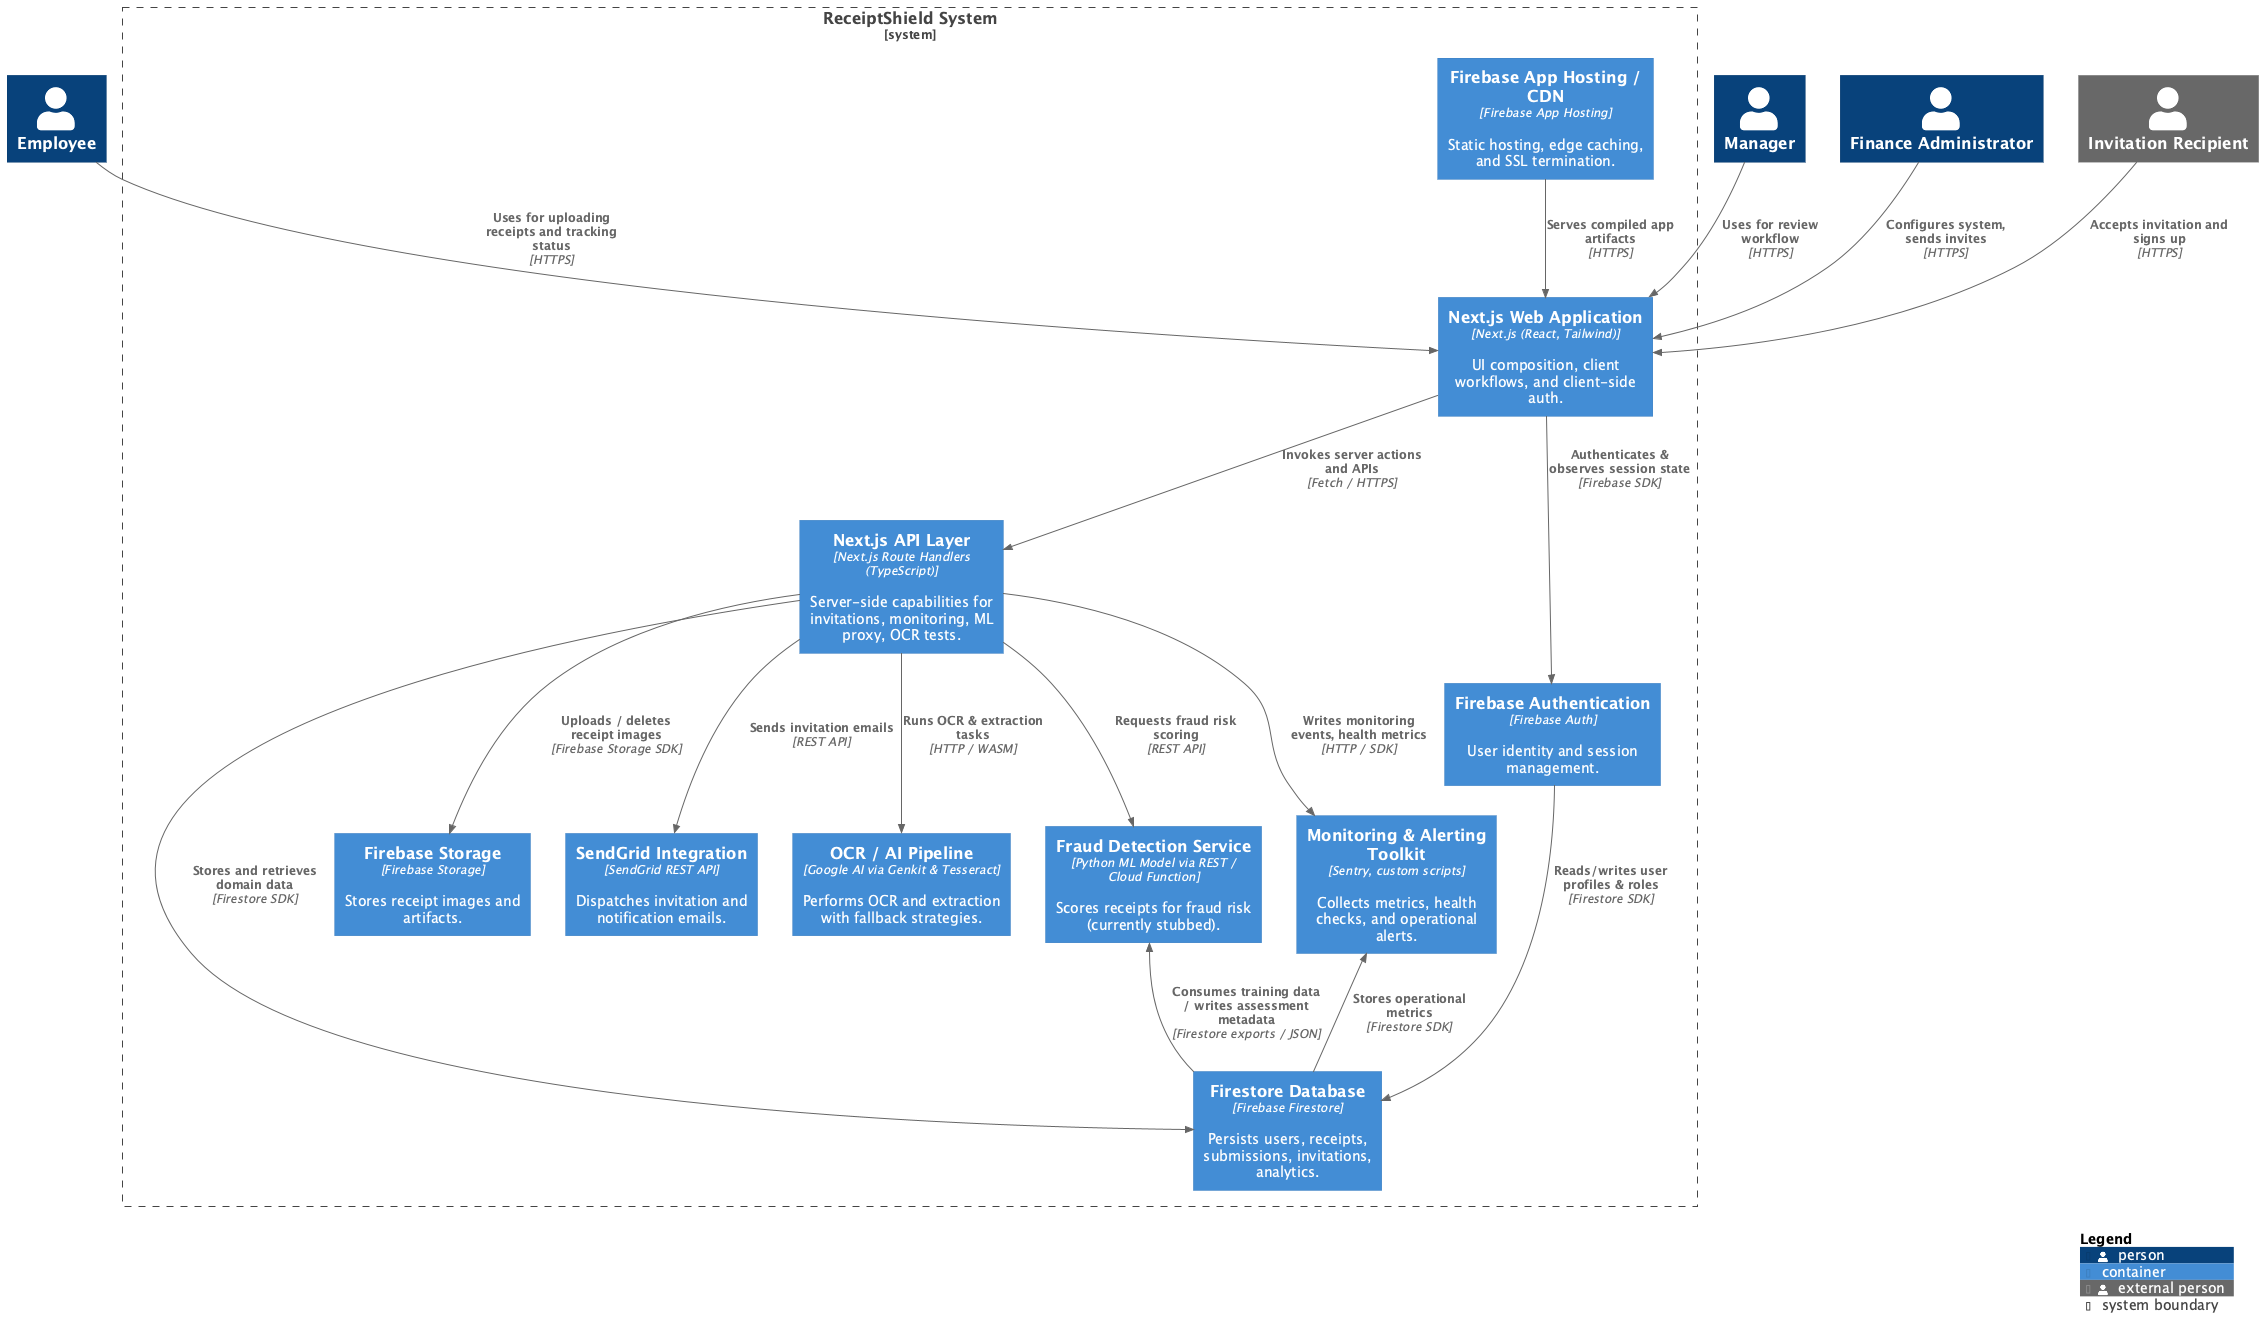 ReceiptShield System
[system]
Employee
Firebase App Hosting /
CDN
[Firebase App Hosting]
Static hosting, edge caching,
and SSL termination.
Manager
Finance Administrator
Invitation Recipient
Uses for uploading
receipts and tracking
status
[HTTPS]
Serves compiled app
artifacts
[HTTPS]
Uses for review
workflow
[HTTPS]
Configures system,
sends invites
[HTTPS]
Accepts invitation and
signs up
[HTTPS]
Next.js Web Application
[Next.js (React, Tailwind)]
UI composition, client
workflows, and client-side
auth.
Invokes server actions
and APIs
[Fetch / HTTPS]
Authenticates &
observes session state
[Firebase SDK]
Next.js API Layer
[Next.js Route Handlers
(TypeScript)]
Server-side capabilities for
invitations, monitoring, ML
proxy, OCR tests.
Uploads / deletes
receipt images
[Firebase Storage SDK]
Sends invitation emails
[REST API]
Runs OCR & extraction
tasks
[HTTP / WASM]
Requests fraud risk
scoring
[REST API]
Writes monitoring
events, health metrics
[HTTP / SDK]
Firebase Authentication
[Firebase Auth]
User identity and session
management.
Stores and retrieves
domain data
[Firestore SDK]
Firebase Storage
[Firebase Storage]
Stores receipt images and
artifacts.
SendGrid Integration
[SendGrid REST API]
Dispatches invitation and
notification emails.
OCR / AI Pipeline
[Google AI via Genkit & Tesseract]
Performs OCR and extraction
with fallback strategies.
Fraud Detection Service
[Python ML Model via REST /
Cloud Function]
Scores receipts for fraud risk
(currently stubbed).
Monitoring & Alerting
Toolkit
[Sentry, custom scripts]
Collects metrics, health
checks, and operational
alerts.
Reads/writes user
profiles & roles
[Firestore SDK]
Consumes training data
/ writes assessment
metadata
[Firestore exports / JSON]
Stores operational
metrics
[Firestore SDK]
Firestore Database
[Firebase Firestore]
Persists users, receipts,
submissions, invitations,
analytics.
Legend
person
container
external person
system boundary